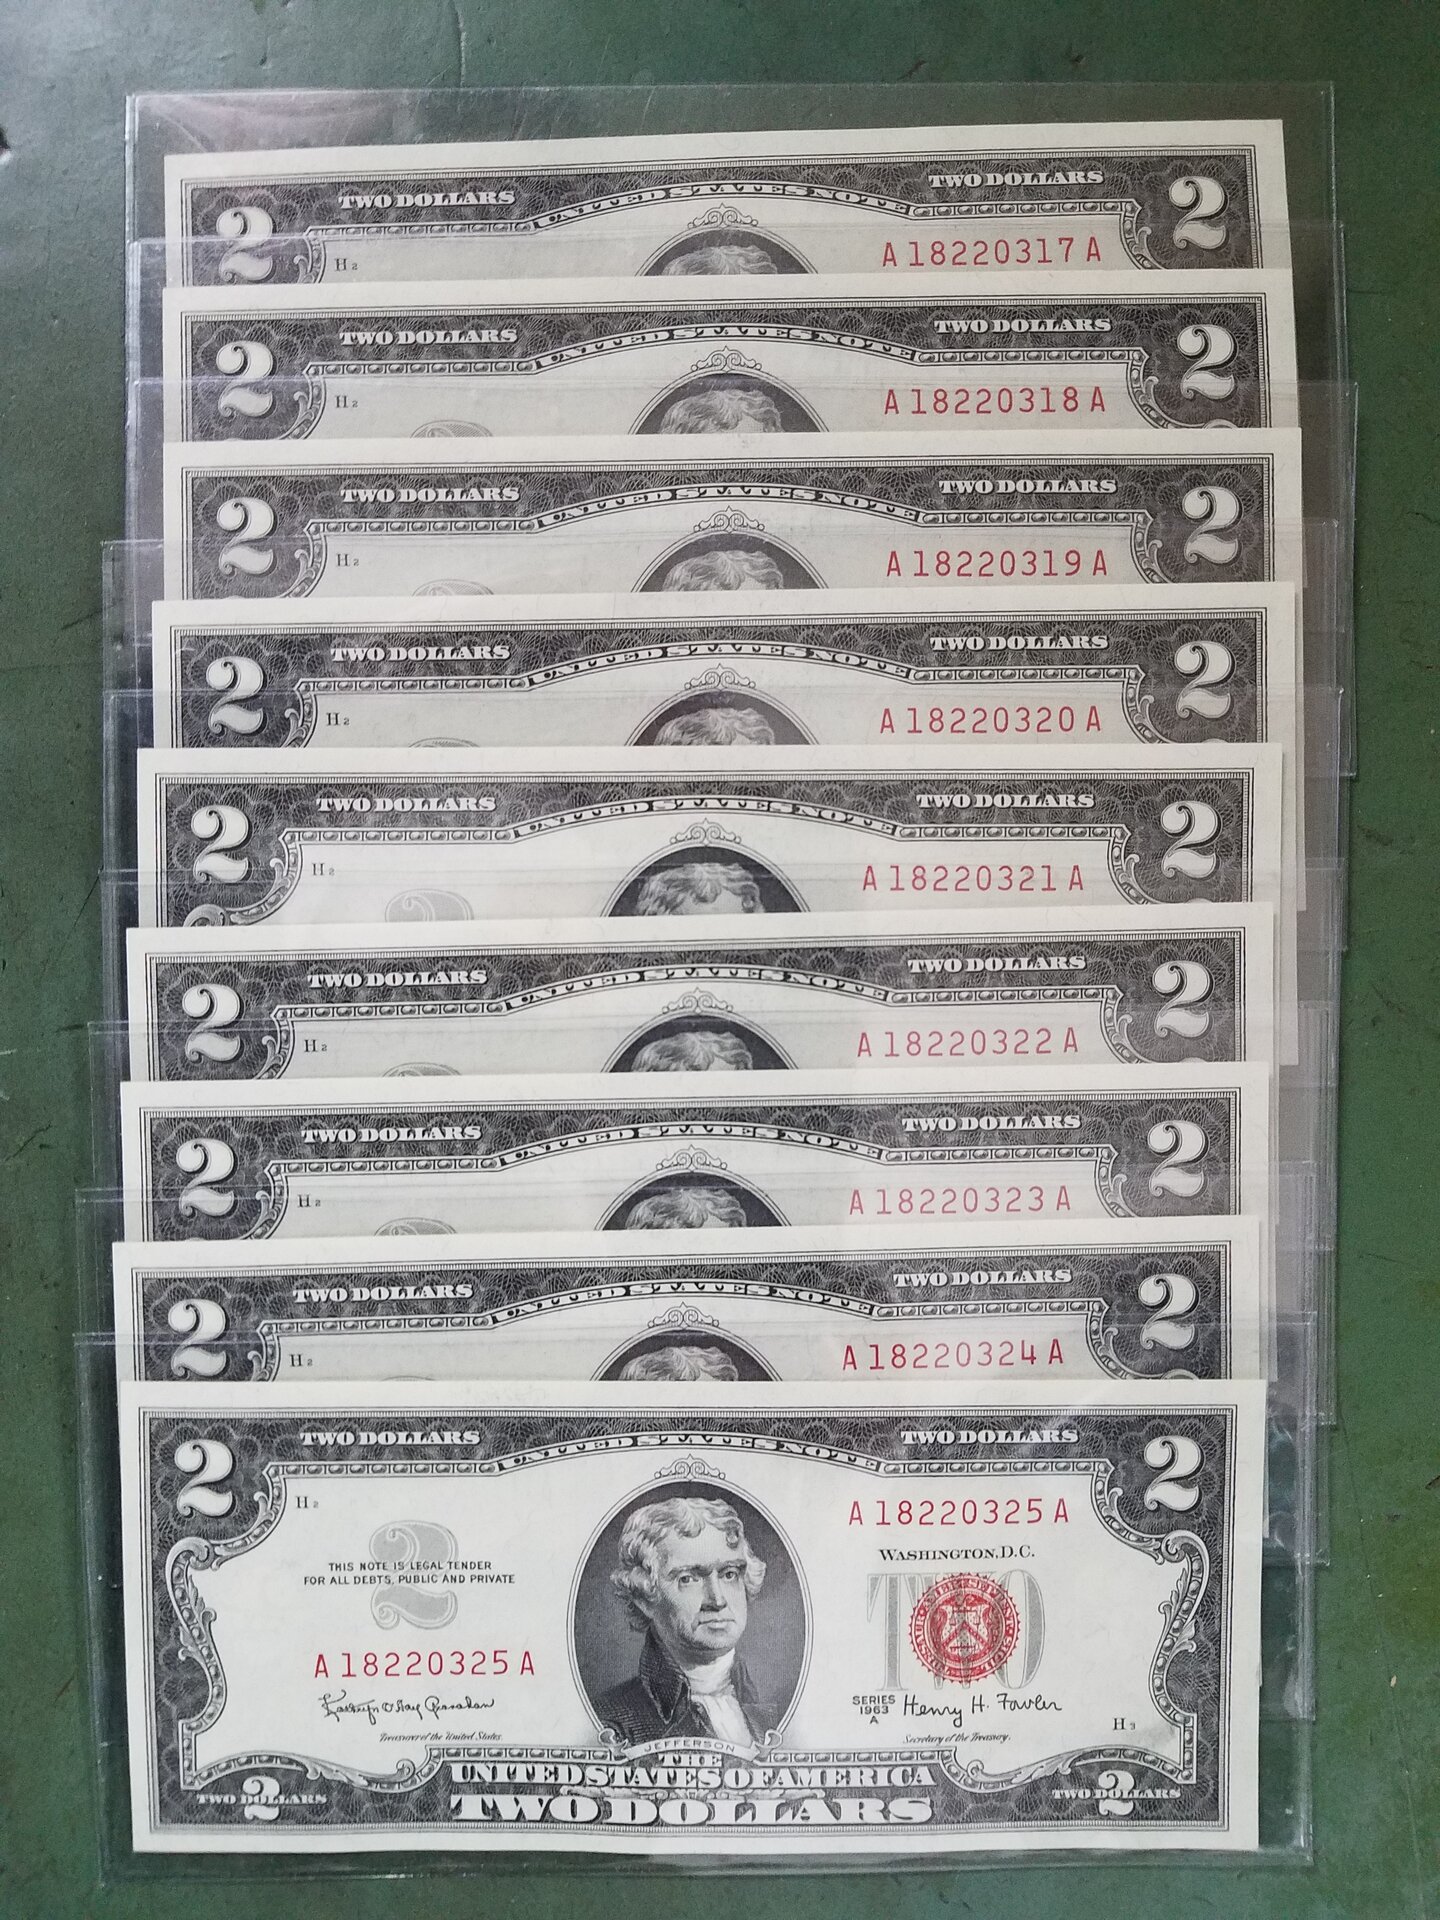 TWO DOLLARS UNITED STATES NOTE TWO DOLLARS
2 2
H2 A 18220317 A
TWO DOLLARS UNITED STATES NOTE TWO DOLLARS
2 2
H2 A 18220318 A
TWO DOLLARS UNITED STATES NOTE TWO DOLLARS
2 2
H2 A 18220319 A
TWO DOLLARS UNITED STATES NOTE TWO DOLLARS
2 2
H2 A 18220320 A
TWO DOLLARS UNITED STATES NOTE TWO DOLLARS
2 2
H2 A 18220321 A
2
TWO DOLLARS UNITED STATES NOTE TWO DOLLARS
2 2
H2 A 18220322 A
TWO DOLLARS UNITED STATES NOTE TWO DOLLARS
2 2
H2 A 18220323 A
TWO DOLLARS UNITED STATES NOTE TWO DOLLARS
2 2
H2 A 18220324 A
TWO DOLLARS UNITED STATES NOTE TWO DOLLARS
2 2
H2 A 18220325 A
2
WASHINGTON, D.C.
THIS NOTE IS LEGAL TENDER
FOR ALL DEBTS, PUBLIC AND PRIVATE
TWO
A 18220325 A
Kathryn O'Hay Granahan
Treasurer of the United States.
SERIES
1963
A
Henry H. Fowler
Secretary of the Treasury.
H3
JEFFERSON
THE
UNITED STATES OF AMERICA
TWO DOLLARS
2
TWO DOLLARS
2
TWO DOLLARS